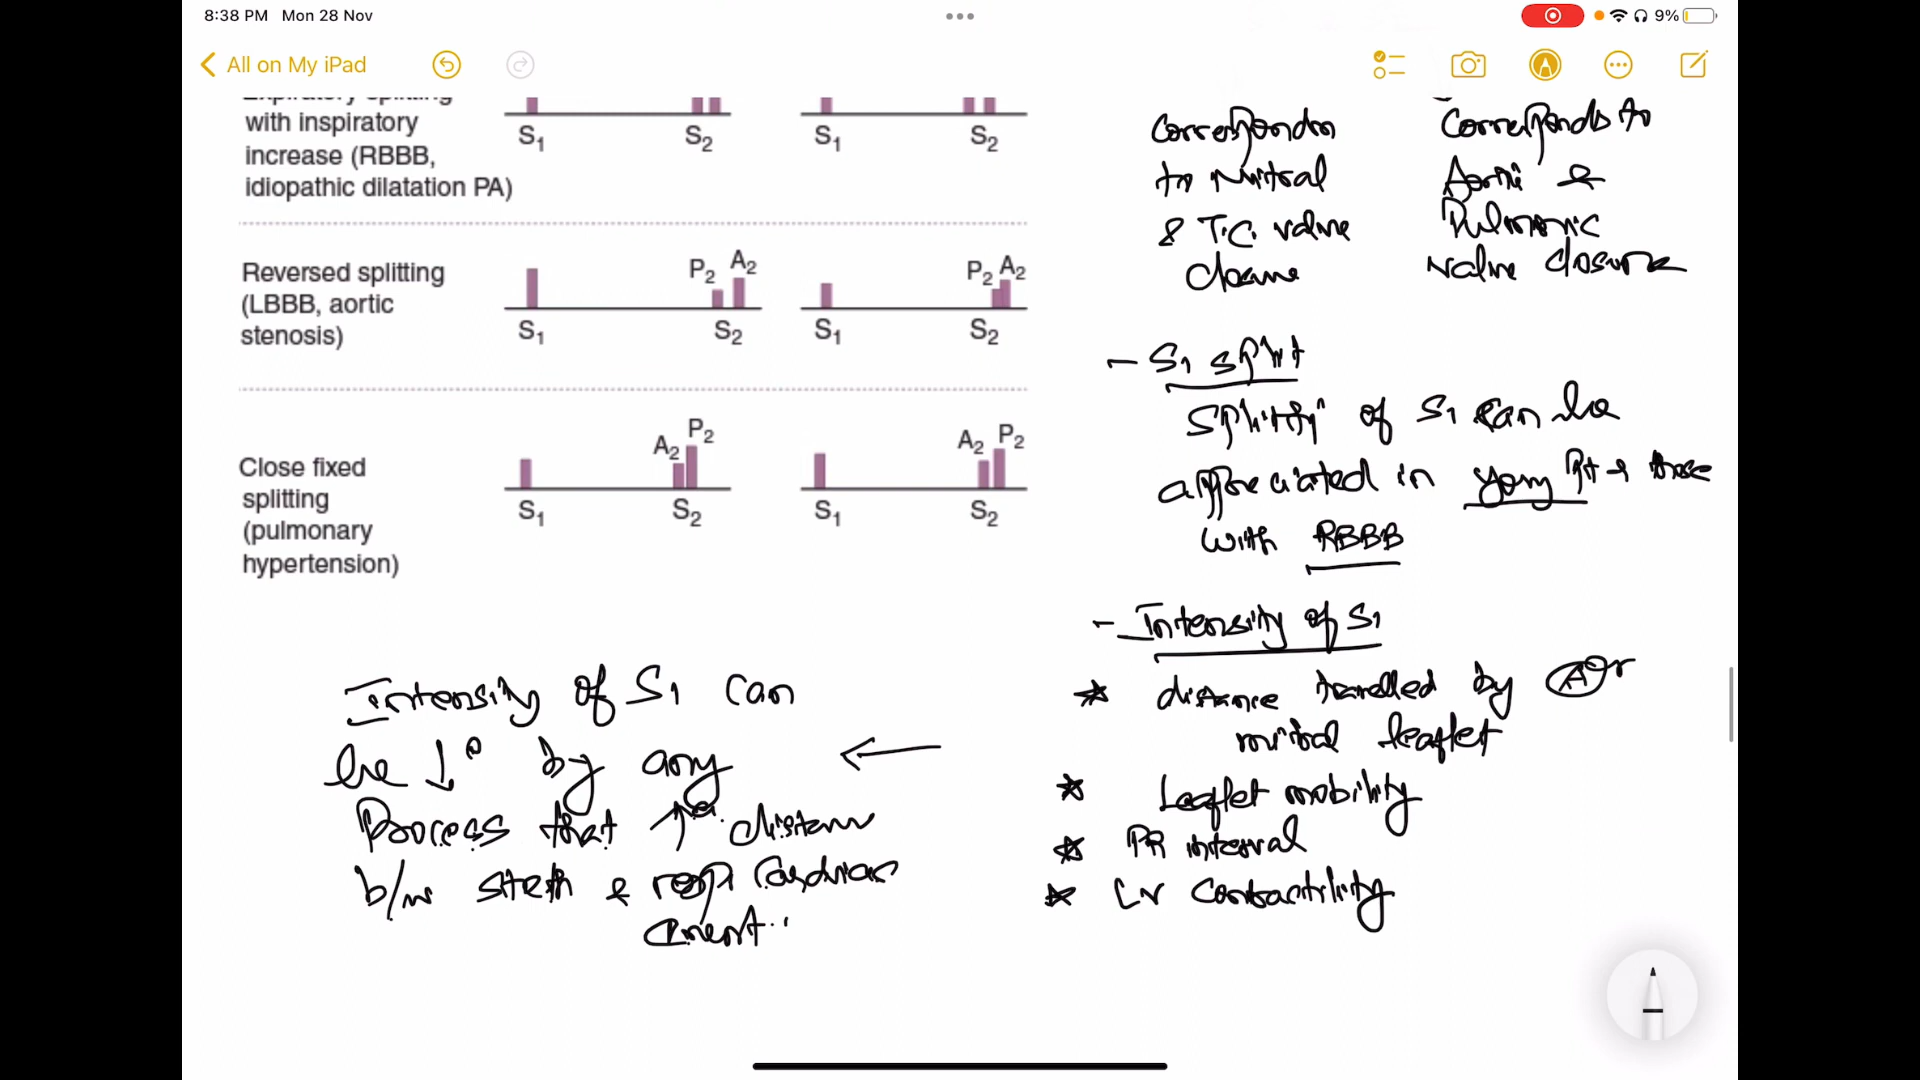 8:38 PM Mon 28 Nov
9%
All on My iPad
Expiratory splitting
with inspiratory
increase (RBBB,
idiopathic dilatation PA)
S1 S2 S1 S2
Reversed splitting
(LBBB, aortic
stenosis)
P2 A2 P2 A2
S1 S2 S1 S2
Close fixed
splitting
(pulmonary
hypertension)
A2 P2 A2 P2
S1 S2 S1 S2
Intensity of S1 can
be ↓ by any
Process that ↑
b/w steth & resp cardiac
to Mitral
& T.C. valve
Corresponds to
Aortic &
Pulmonic
valve closure
- S1 split
of S1 can be
appreciated in young Pt & those
with RBBB
- Intensity of S1
* distance travelled by Aor
mitral leaflet
* Leaflet mobility
* PR interval
* LV Contractility